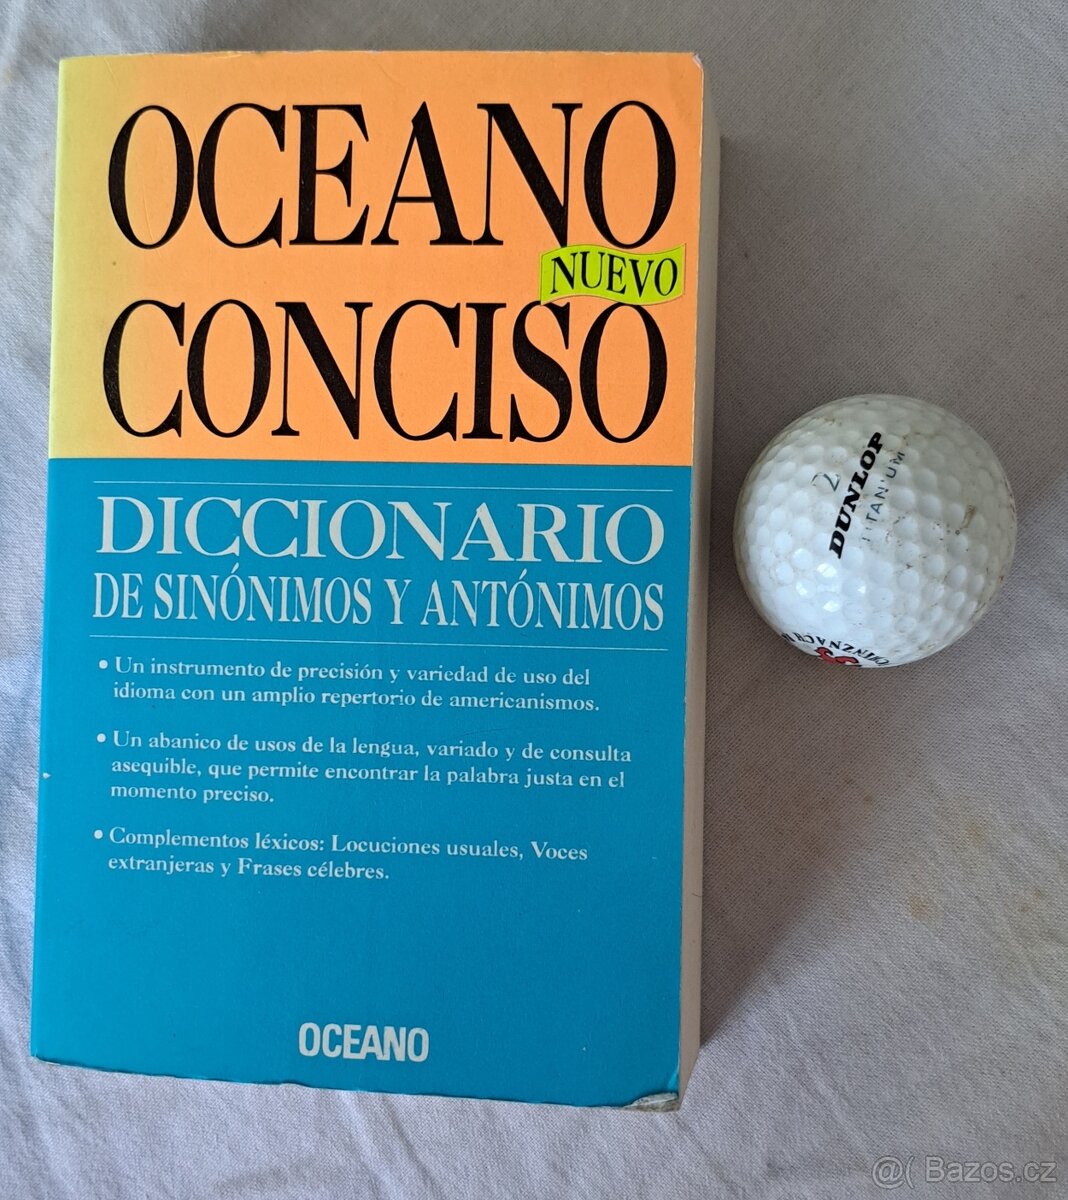 OCEANO
NUEVO
CONCISO
DICCIONARIO
DE SINÓNIMOS Y ANTÓNIMOS
• Un instrumento de precisión y variedad de uso del
idioma con un amplio repertorio de americanismos.
• Un abanico de usos de la lengua, variado y de consulta
asequible, que permite encontrar la palabra justa en el
momento preciso.
• Complementos léxicos: Locuciones usuales, Voces
extranjeras y Frases célebres.
OCEANO
2
DUNLOP
TITANIUM
@( Bazos.cz